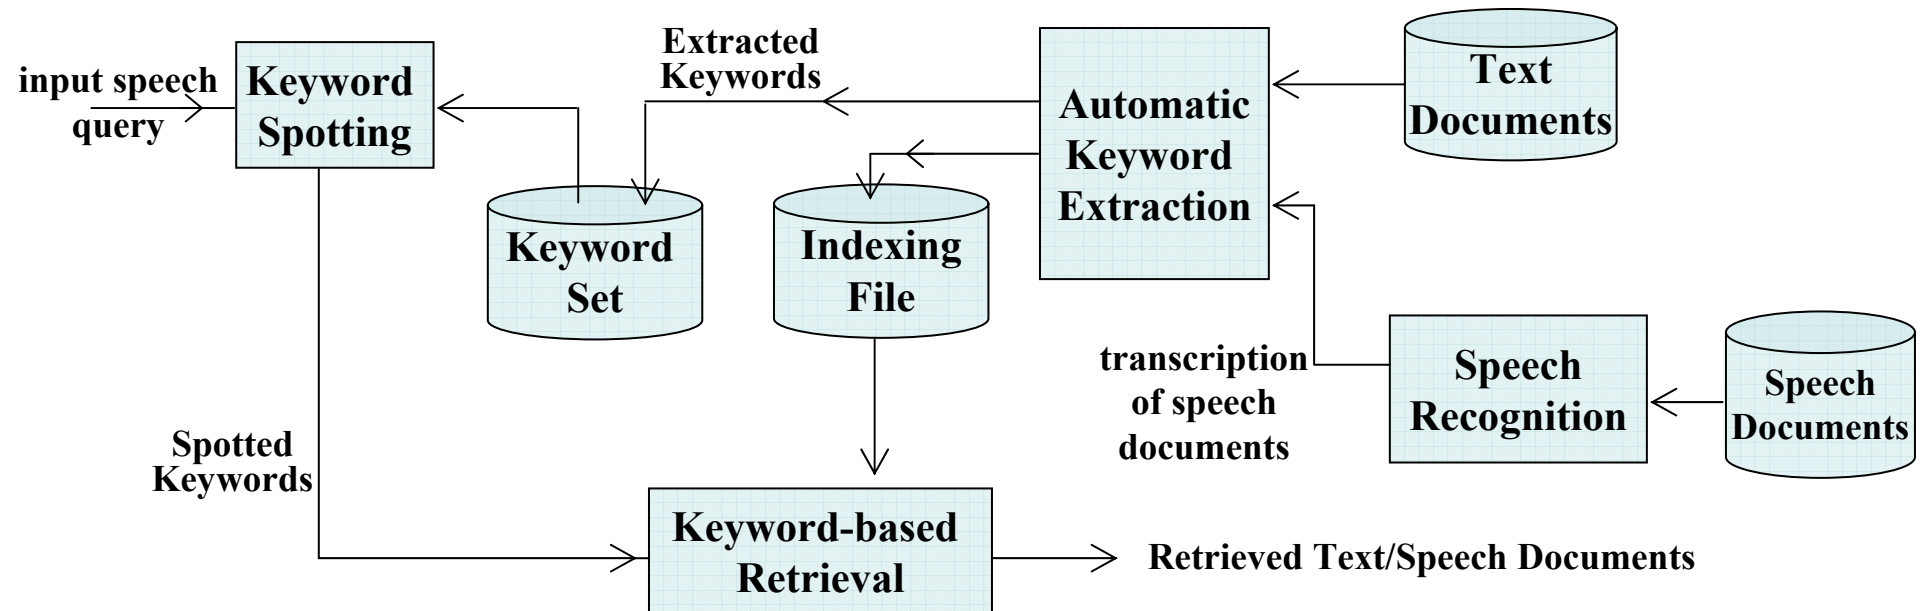 input speech
query
Keyword
Spotting
Extracted
Keywords
Automatic
Keyword
Extraction
Text
Documents
Keyword
Set
Indexing
File
transcription
of speech
documents
Speech
Recognition
Speech
Documents
Spotted
Keywords
Keyword-based
Retrieval
Retrieved Text/Speech Documents